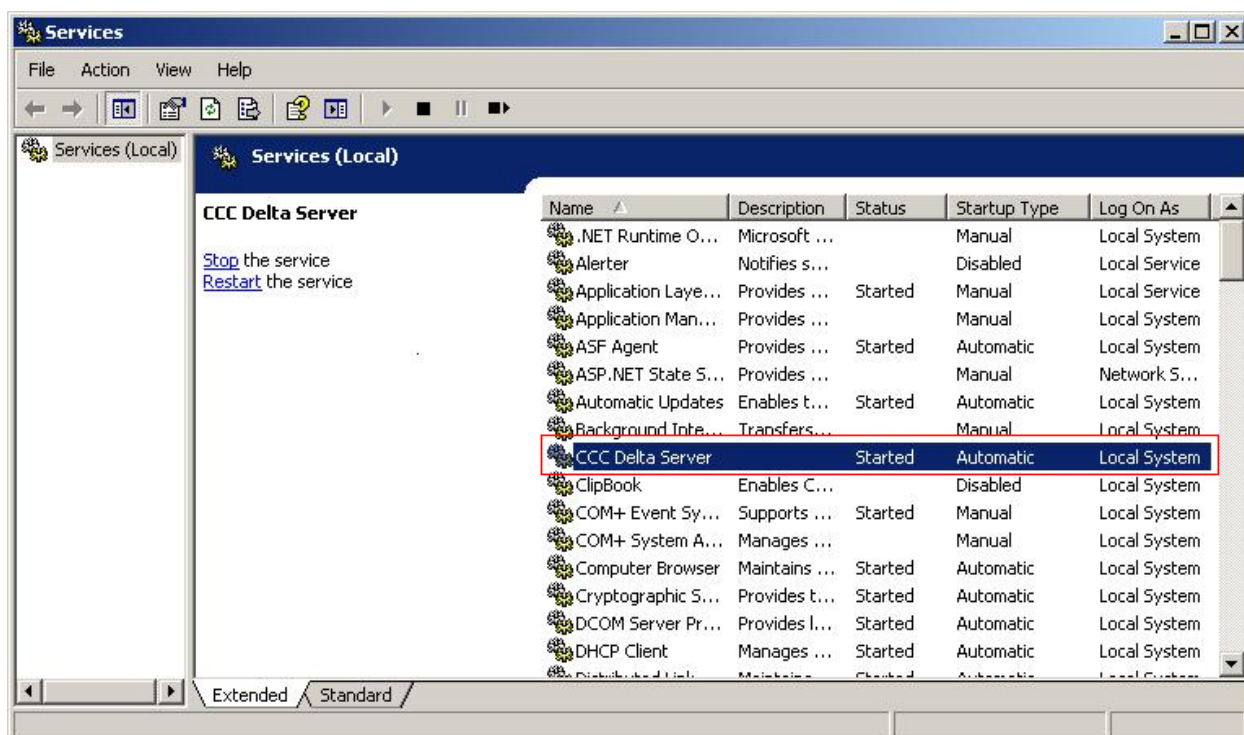 Services
File Action View Help
Services (Local)
Services (Local)
CCC Delta Server
Stop the service
Restart the service
Name Description Status Startup Type Log On As
.NET Runtime O... Microsoft ... Manual Local System
Alerter Notifies s... Disabled Local Service
Application Laye... Provides ... Started Manual Local Service
Application Man... Provides ... Manual Local System
ASF Agent Provides ... Started Automatic Local System
ASP.NET State S... Provides ... Manual Network S...
Automatic Updates Enables t... Started Automatic Local System
Background Inte... Transfers... Manual Local System
CCC Delta Server Started Automatic Local System
ClipBook Enables C... Disabled Local System
COM+ Event Sy... Supports ... Started Manual Local System
COM+ System A... Manages ... Manual Local System
Computer Browser Maintains ... Started Automatic Local System
Cryptographic S... Provides t... Started Automatic Local System
DCOM Server Pr... Provides l... Started Automatic Local System
DHCP Client Manages ... Started Automatic Local System
Extended Standard